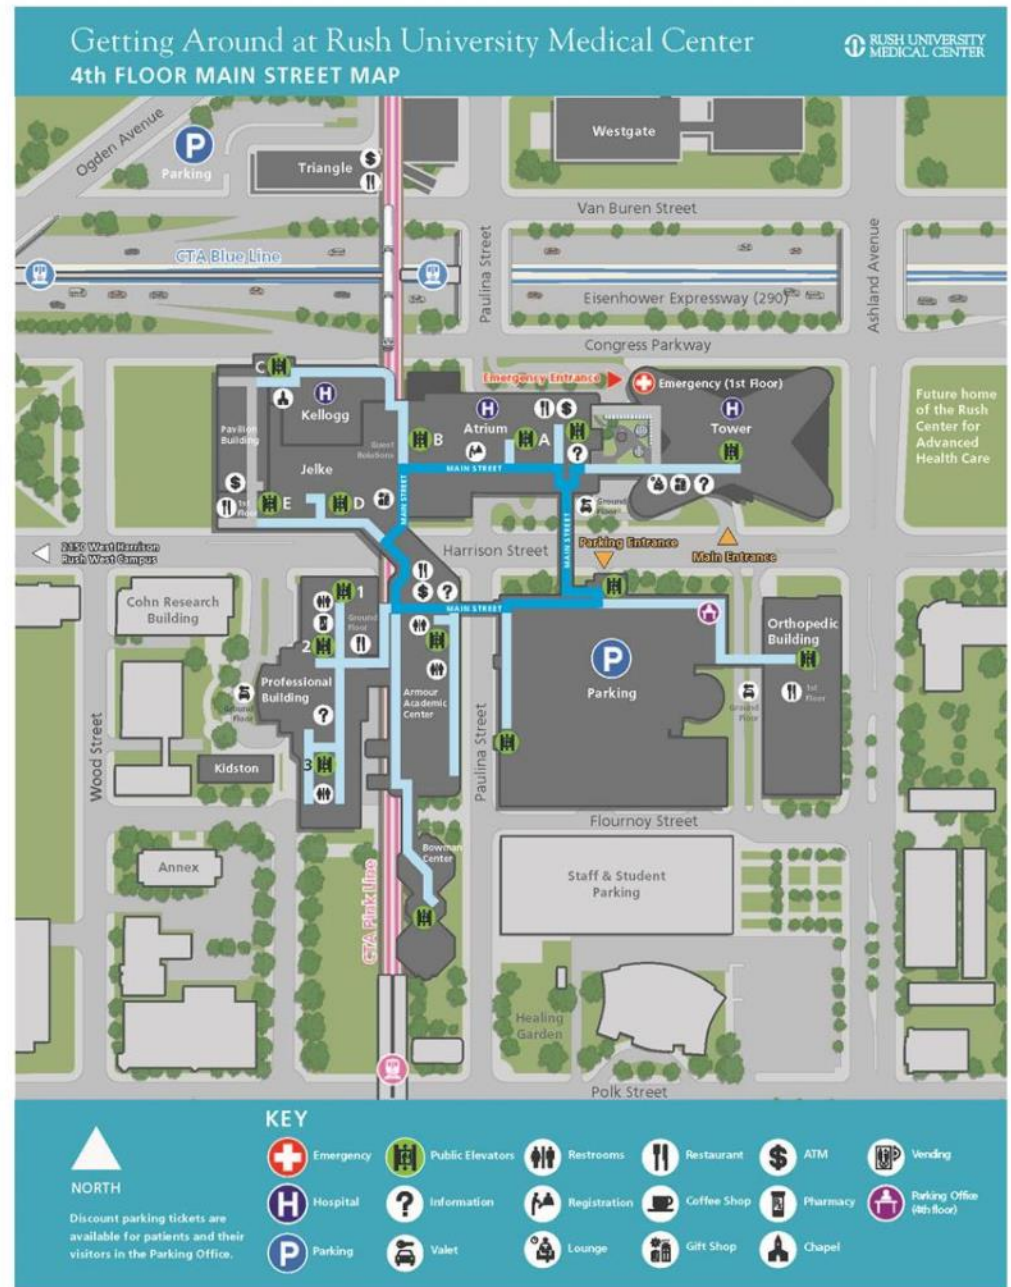 Getting Around at Rush University Medical Center
4th FLOOR MAIN STREET MAP
RUSH UNIVERSITY
MEDICAL CENTER
Ogden Avenue
P
Parking
Triangle
$
Westgate
Van Buren Street
CTA Blue Line
Paulina Street
Ashland Avenue
Eisenhower Expressway (290)
Congress Parkway
Emergency Entrance
Emergency (1st Floor)
C
H
Kellogg
H
Atrium
$
H
Tower
Future home
of the Rush
Center for
Advanced
Health Care
Pavilion
Building
Guest
Relations
B
A
?
Jelke
MAIN STREET
$
1st
Floor
E
D
MAIN STREET
?
Ground
Floor
MAIN STREET
2150 West Harrison
Rush West Campus
Harrison Street
Parking Entrance
Main Entrance
Cohn Research
Building
1
$
?
MAIN STREET
Ground
Floor
2
Orthopedic
Building
P
Parking
Professional
Building
Armour
Academic
Center
1st
Floor
Ground
Floor
Ground
Floor
?
Wood Street
Paulina Street
Kidston
3
Flournoy Street
Bowman
Center
Annex
Staff & Student
Parking
CTA Pink Line
Healing
Garden
Polk Street
KEY
NORTH
Discount parking tickets are
available for patients and their
visitors in the Parking Office.
Emergency
Public Elevators
Restrooms
Restaurant
$ ATM
Vending
H Hospital
? Information
Registration
Coffee Shop
Pharmacy
Parking Office
(4th floor)
P Parking
Valet
Lounge
Gift Shop
Chapel